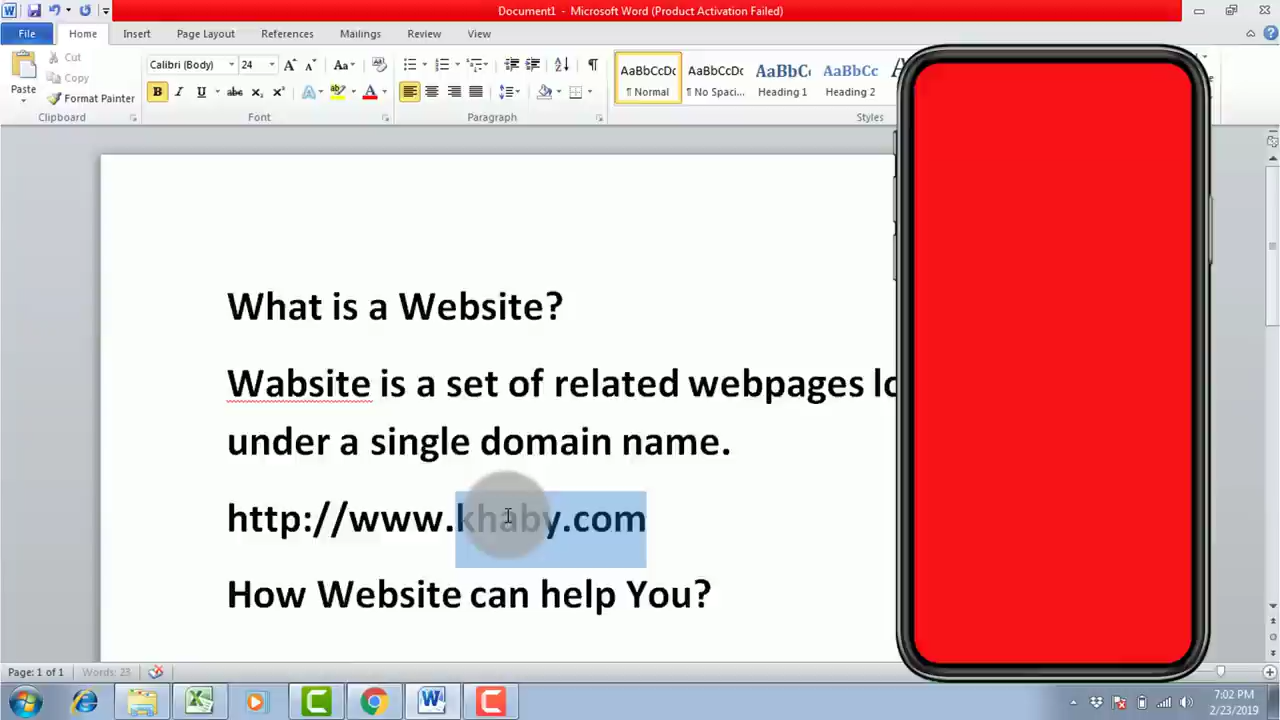 Document1 - Microsoft Word (Product Activation Failed)
File Home Insert Page Layout References Mailings Review View
Paste
Cut
Copy
Format Painter
Clipboard
Calibri (Body) 24
Font
Paragraph
AaBbCcDc AaBbCcDc AaBbC AaBbCc
¶ Normal ¶ No Spaci... Heading 1 Heading 2
Styles
What is a Website?
Wabsite is a set of related webpages
under a single domain name.
http://www.khaby.com
How Website can help You?
Page: 1 of 1 Words: 23
7:02 PM
2/23/2019